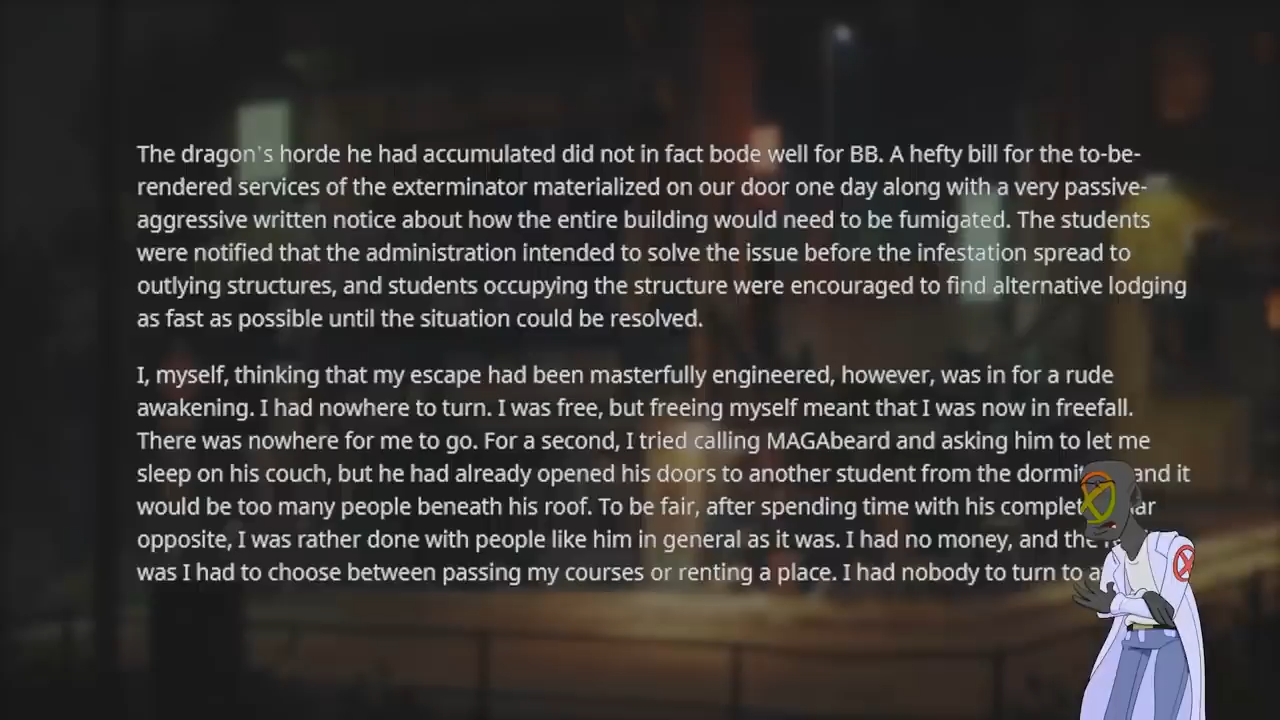 The dragon's horde he had accumulated did not in fact bode well for BB. A hefty bill for the to-be-
rendered services of the exterminator materialized on our door one day along with a very passive-
aggressive written notice about how the entire building would need to be fumigated. The students
were notified that the administration intended to solve the issue before the infestation spread to
outlying structures, and students occupying the structure were encouraged to find alternative lodging
as fast as possible until the situation could be resolved.
I, myself, thinking that my escape had been masterfully engineered, however, was in for a rude
awakening. I had nowhere to turn. I was free, but freeing myself meant that I was now in freefall.
There was nowhere for me to go. For a second, I tried calling MAGAbeard and asking him to let me
sleep on his couch, but he had already opened his doors to another student from the and it
would be too many people beneath his roof. To be fair, after spending time with his
opposite, I was rather done with people like him in general as it was. I had no money, and
was I had to choose between passing my courses or renting a place. I had nobody to turn to